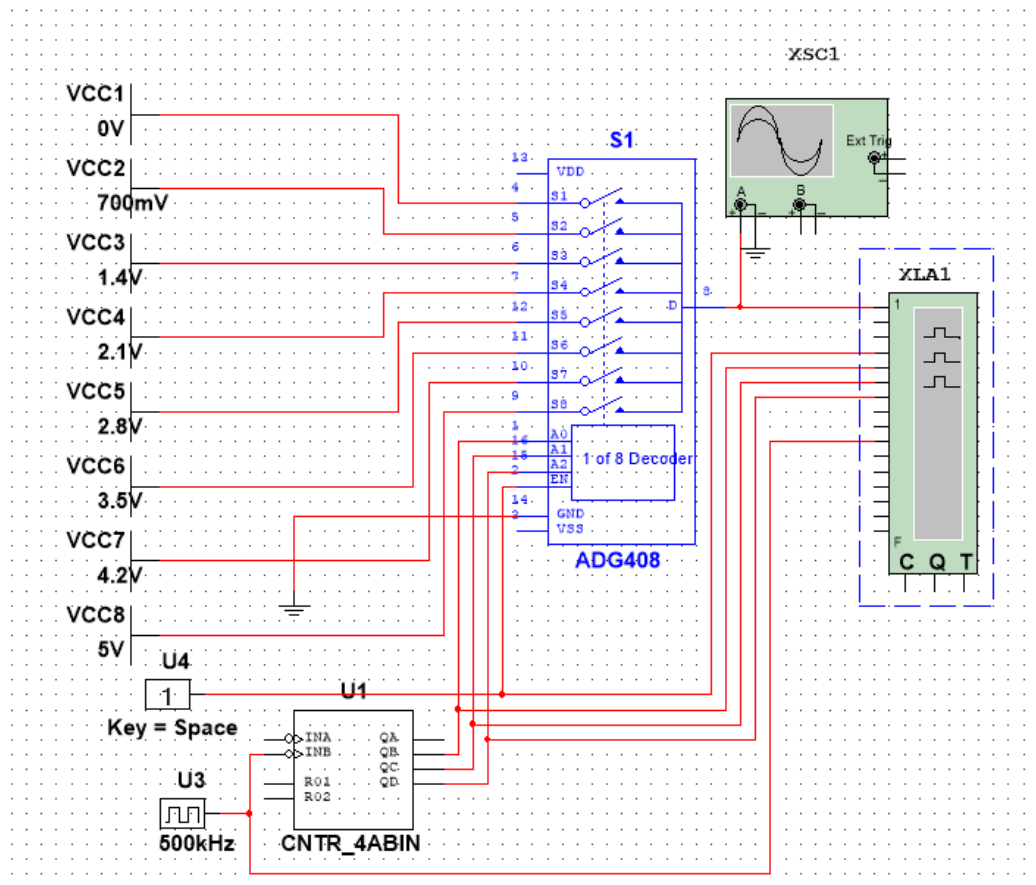 XSC1
VCC1
0V
VCC2
700mV
VCC3
1.4V
VCC4
2.1V
VCC5
2.8V
VCC6
3.5V
VCC7
4.2V
VCC8
5V
U4
1
Key = Space
U3
500kHz
U1
INA QA
INB QB
QC
R01 QD
R02
CNTR_4ABIN
S1
13 VDD
4 S1
5 S2
6 S3
7 S4
12 S5
11 S6
10 S7
9 S8
D 8
1 A0
16 A1
15 A2
2 EN
1 of 8 Decoder
14 GND
3 VSS
ADG408
Ext Trig
+
−
A B
+ − + −
XLA1
1
F
C Q T